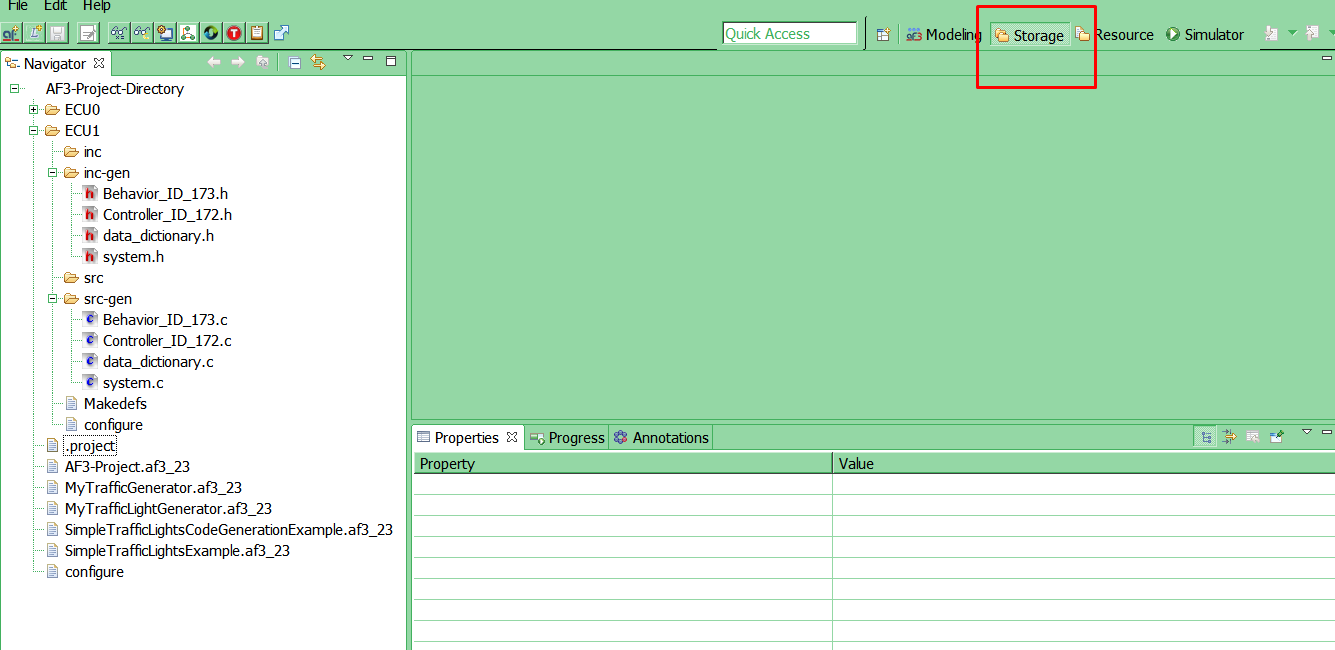 File Edit Help
Quick Access
Modeling
Storage
Resource
Simulator
Navigator
AF3-Project-Directory
ECU0
ECU1
inc
inc-gen
Behavior_ID_173.h
Controller_ID_172.h
data_dictionary.h
system.h
src
src-gen
Behavior_ID_173.c
Controller_ID_172.c
data_dictionary.c
system.c
Makedefs
configure
.project
AF3-Project.af3_23
MyTrafficGenerator.af3_23
MyTrafficLightGenerator.af3_23
SimpleTrafficLightsCodeGenerationExample.af3_23
SimpleTrafficLightsExample.af3_23
configure
Properties
Progress
Annotations
Property Value